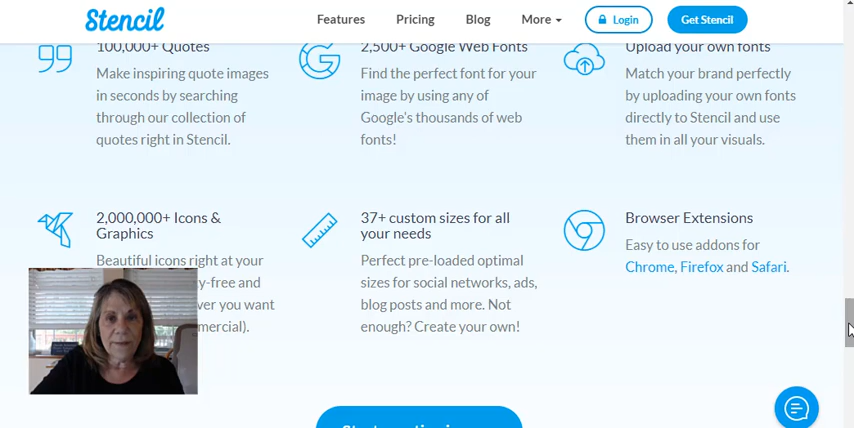 Stencil
Features
Pricing
Blog
More
Login
Get Stencil
100,000+ Quotes
Make inspiring quote images
in seconds by searching
through our collection of
quotes right in Stencil.
2,500+ Google Web Fonts
Find the perfect font for your
image by using any of
Google's thousands of web
fonts!
Upload your own fonts
Match your brand perfectly
by uploading your own fonts
directly to Stencil and use
them in all your visuals.
2,000,000+ Icons &
Graphics
Beautiful icons right at your
y-free and
ver you want
mercial).
37+ custom sizes for all
your needs
Perfect pre-loaded optimal
sizes for social networks, ads,
blog posts and more. Not
enough? Create your own!
Browser Extensions
Easy to use addons for
Chrome, Firefox and Safari.